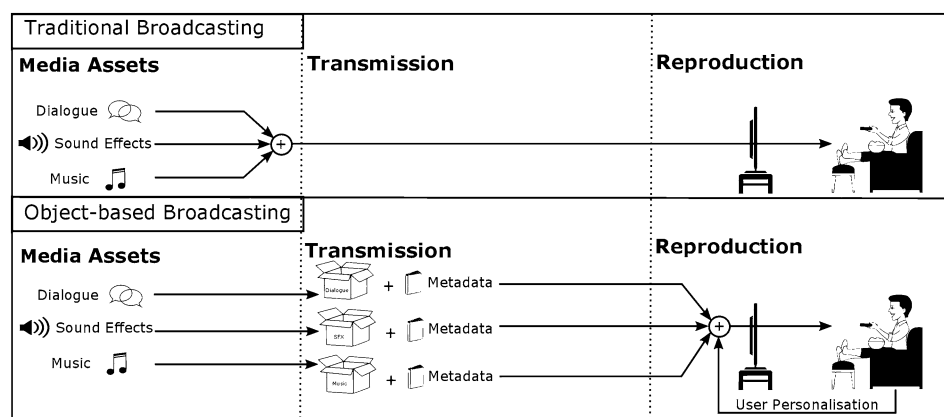 Traditional Broadcasting
Media Assets
Transmission
Reproduction
Dialogue
Sound Effects
+
Music
Object-based Broadcasting
Media Assets
Transmission
Reproduction
Dialogue
Dialogue
+ Metadata
Sound Effects
SFX
+ Metadata
+
Music
Music
+ Metadata
User Personalisation